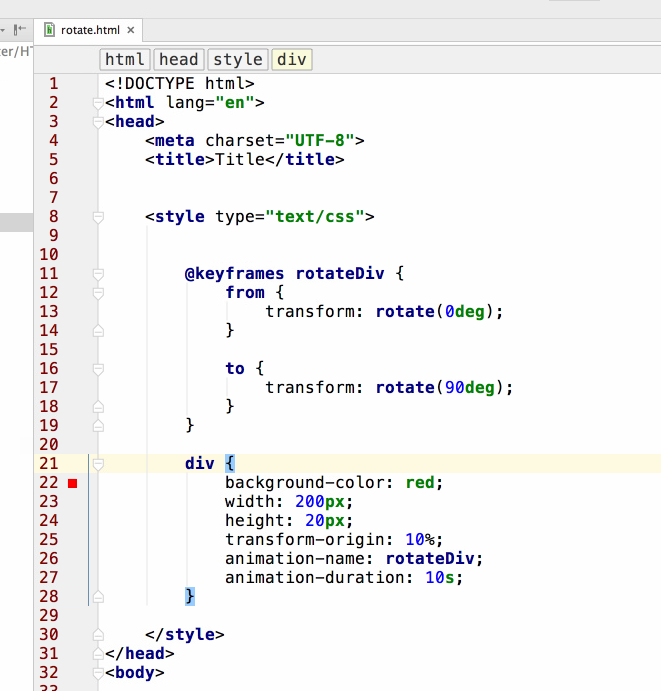 rotate.html ×
er/HT
html head style div
1 <!DOCTYPE html>
2 <html lang="en">
3 <head>
4 <meta charset="UTF-8">
5 <title>Title</title>
6
7
8 <style type="text/css">
9
10
11 @keyframes rotateDiv {
12 from {
13 transform: rotate(0deg);
14 }
15
16 to {
17 transform: rotate(90deg);
18 }
19 }
20
21 div {
22 background-color: red;
23 width: 200px;
24 height: 20px;
25 transform-origin: 10%;
26 animation-name: rotateDiv;
27 animation-duration: 10s;
28 }
29
30 </style>
31 </head>
32 <body>
33